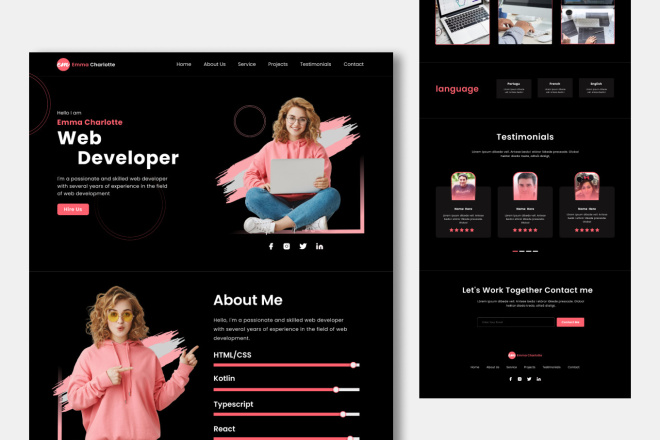 Emma Charlotte
Home About Us Service Projects Testimonials Contact
Hello I am
Emma Charlotte
Web
Developer
I'm a passionate and skilled web developer
with several years of experience in the field
of web development
Hire Us
About Me
Hello, I'm a passionate and skilled web developer
with several years of experience in the field of web
development.
HTML/CSS
Kotlin
Typescript
React
language
French
English
Testimonials
Name Here
Name Here
Name Here
Let's Work Together Contact me
Contact Me
Emma Charlotte
Home About Us Service Projects Testimonials Contact